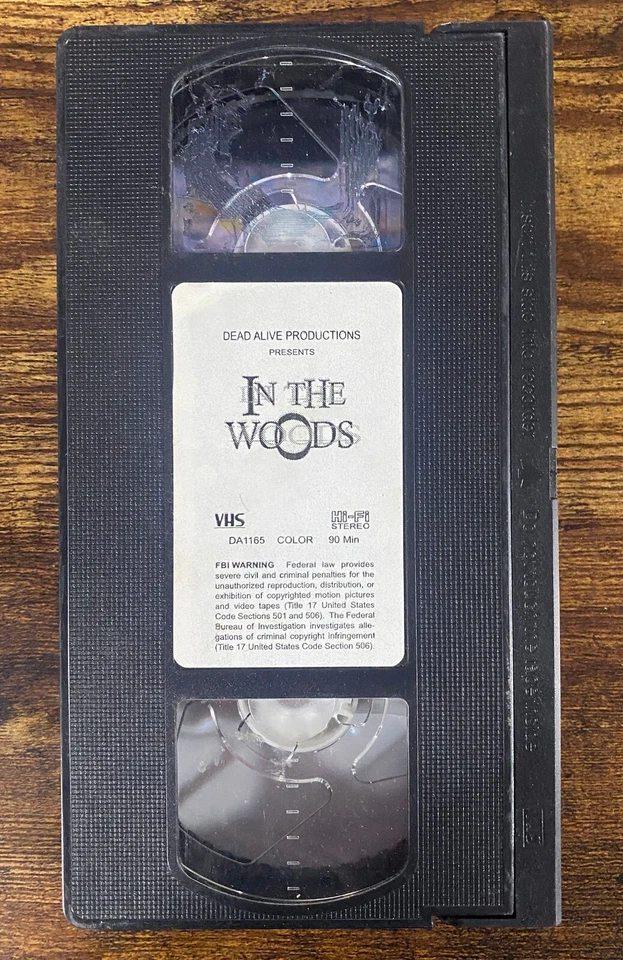 DEAD ALIVE PRODUCTIONS
PRESENTS
IN THE
WOODS
VHS Hi-Fi
STEREO
DA1165 COLOR 90 Min
FBI WARNING Federal law provides
severe civil and criminal penalties for the
unauthorized reproduction, distribution, or
exhibition of copyrighted motion pictures
and video tapes (Title 17 United States
Code Sections 501 and 506). The Federal
Bureau of Investigation investigates alle-
gations of criminal copyright infringement
(Title 17 United States Code Section 506).